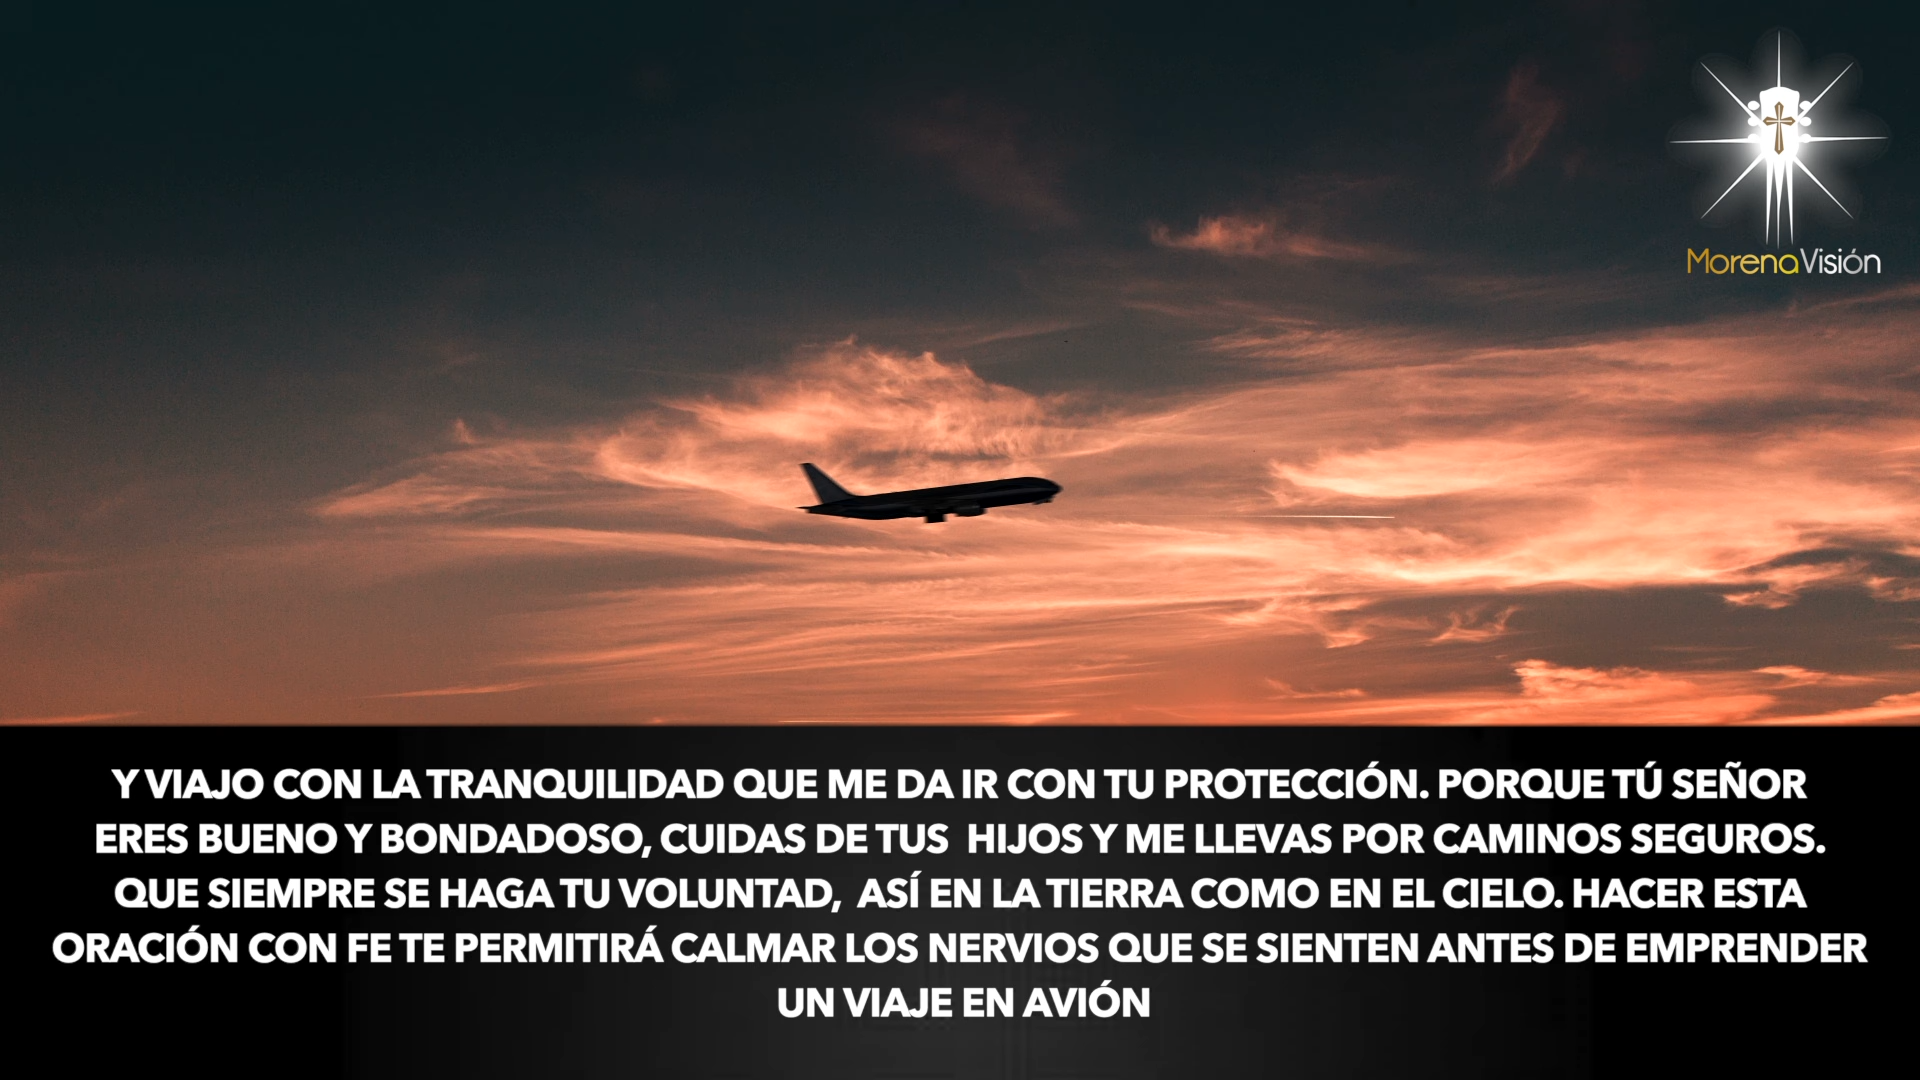 MorenaVisión
Y VIAJO CON LA TRANQUILIDAD QUE ME DA IR CON TU PROTECCIÓN. PORQUE TÚ SEÑOR
ERES BUENO Y BONDADOSO, CUIDAS DE TUS  HIJOS Y ME LLEVAS POR CAMINOS SEGUROS.
QUE SIEMPRE SE HAGA TU VOLUNTAD,  ASÍ EN LA TIERRA COMO EN EL CIELO. HACER ESTA
ORACIÓN CON FE TE PERMITIRÁ CALMAR LOS NERVIOS QUE SE SIENTEN ANTES DE EMPRENDER
UN VIAJE EN AVIÓN